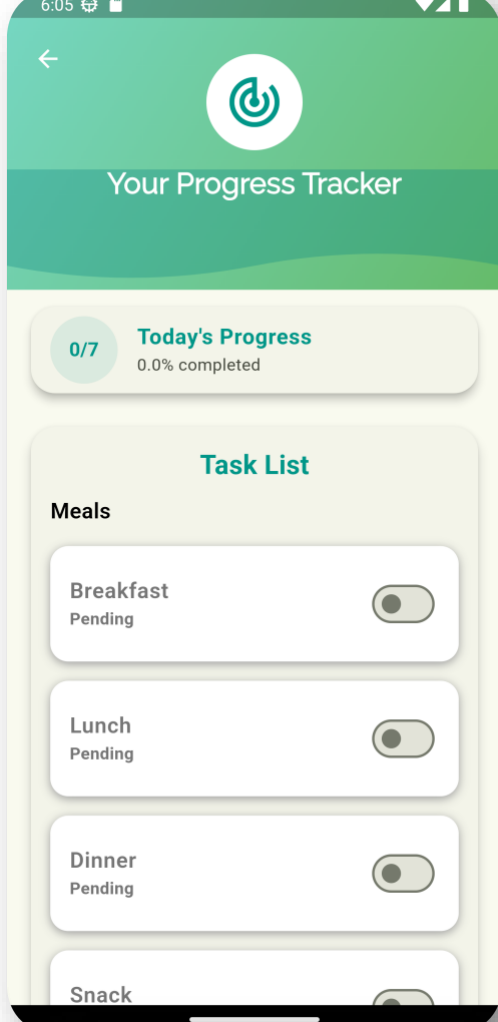 6:05
Your Progress Tracker
0/7
Today's Progress
0.0% completed
Task List
Meals
Breakfast
Pending
Lunch
Pending
Dinner
Pending
Snack